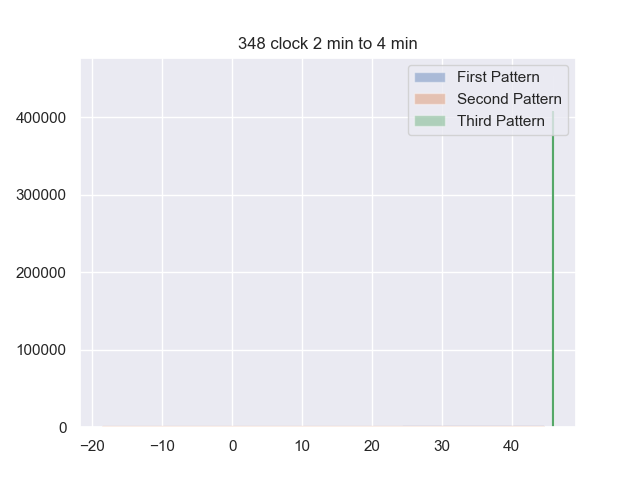 348 clock 2 min to 4 min
First Pattern
Second Pattern
Third Pattern
400000
300000
200000
100000
0
−20 −10 0 10 20 30 40